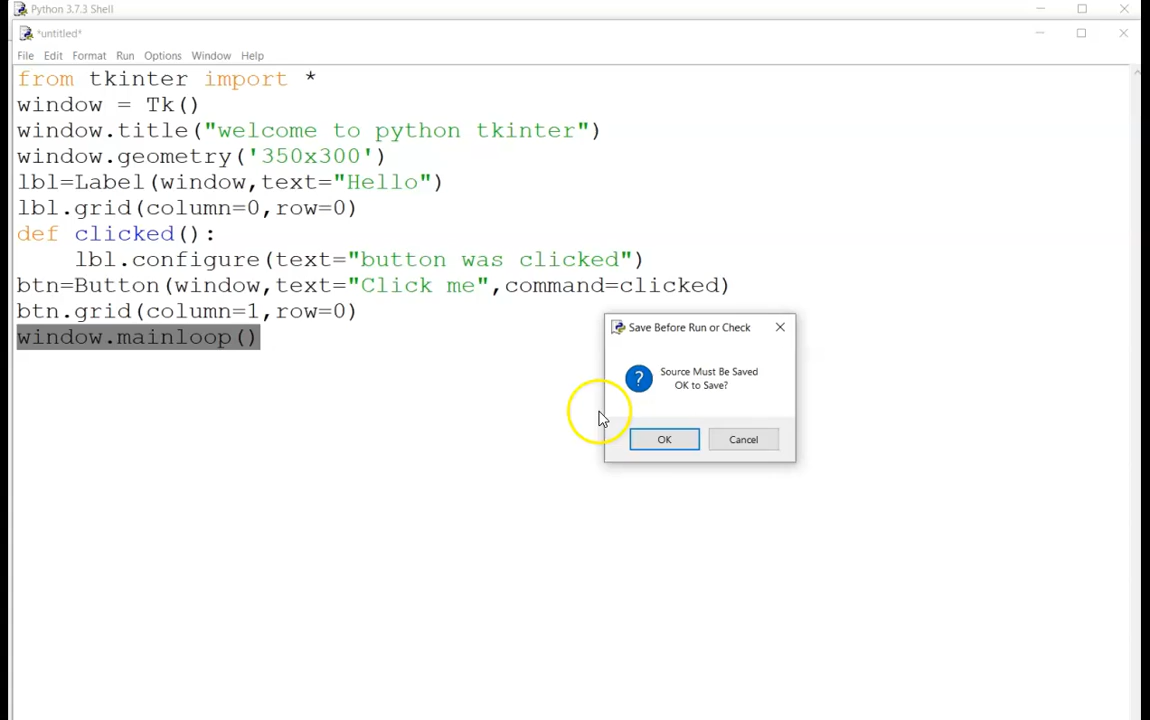 Python 3.7.3 Shell
*untitled*
File Edit Format Run Options Window Help
from tkinter import *
window = Tk()
window.title("welcome to python tkinter")
window.geometry('350x300')
lbl=Label(window,text="Hello")
lbl.grid(column=0,row=0)
def clicked():
    lbl.configure(text="button was clicked")
btn=Button(window,text="Click me",command=clicked)
btn.grid(column=1,row=0)
window.mainloop()
Save Before Run or Check
Source Must Be Saved
OK to Save?
OK Cancel